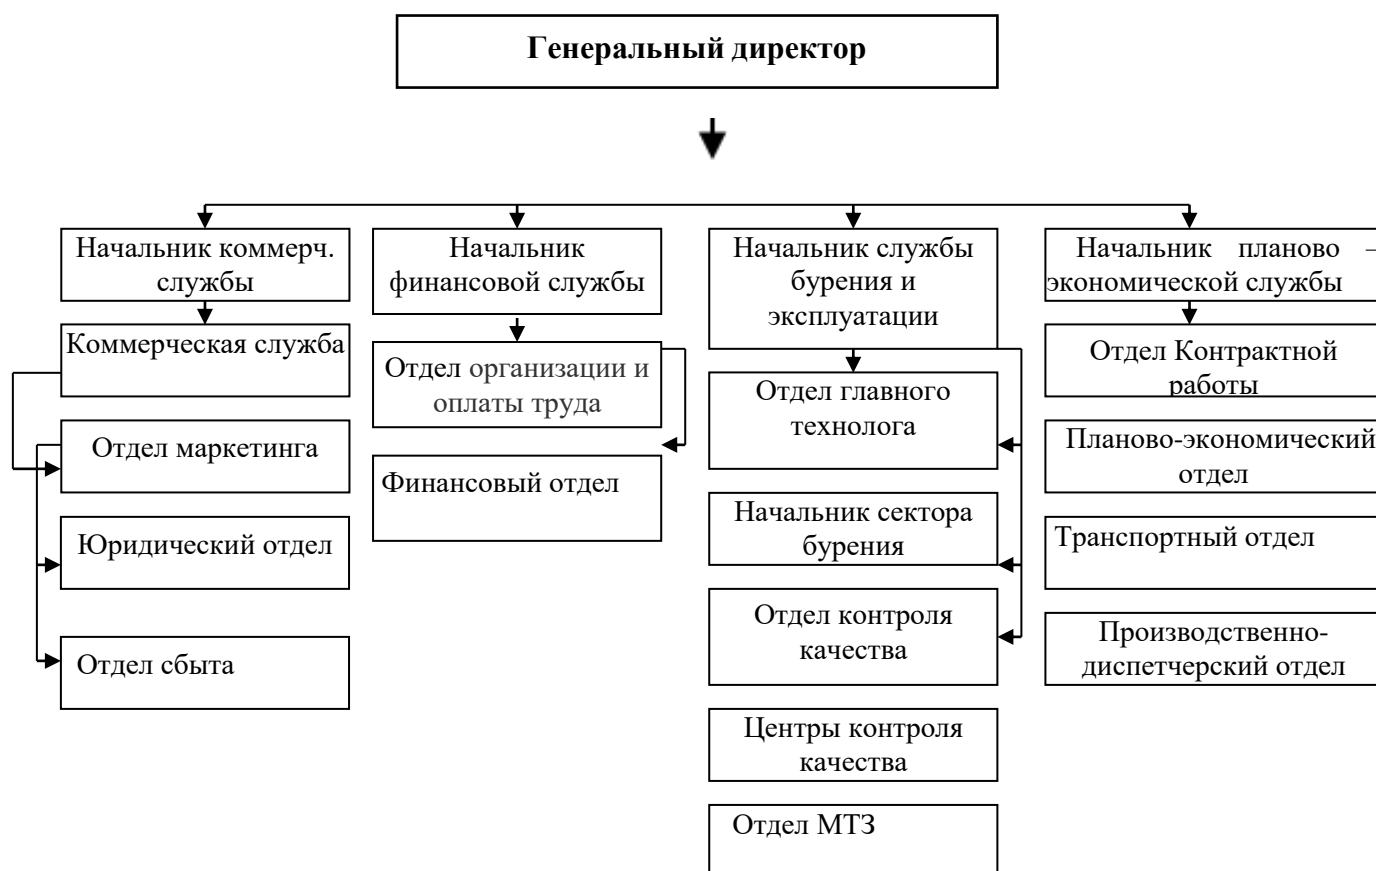 Генеральный директор
Начальник коммерч.
службы
Коммерческая служба
Отдел маркетинга
Юридический отдел
Отдел сбыта
Начальник
финансовой службы
Отдел организации и
оплаты труда
Финансовый отдел
Начальник службы
бурения и
эксплуатации
Отдел главного
технолога
Начальник сектора
бурения
Отдел контроля
качества
Центры контроля
качества
Отдел МТЗ
Начальник планово –
экономической службы
Отдел Контрактной
работы
Планово-экономический
отдел
Транспортный отдел
Производственно-
диспетчерский отдел